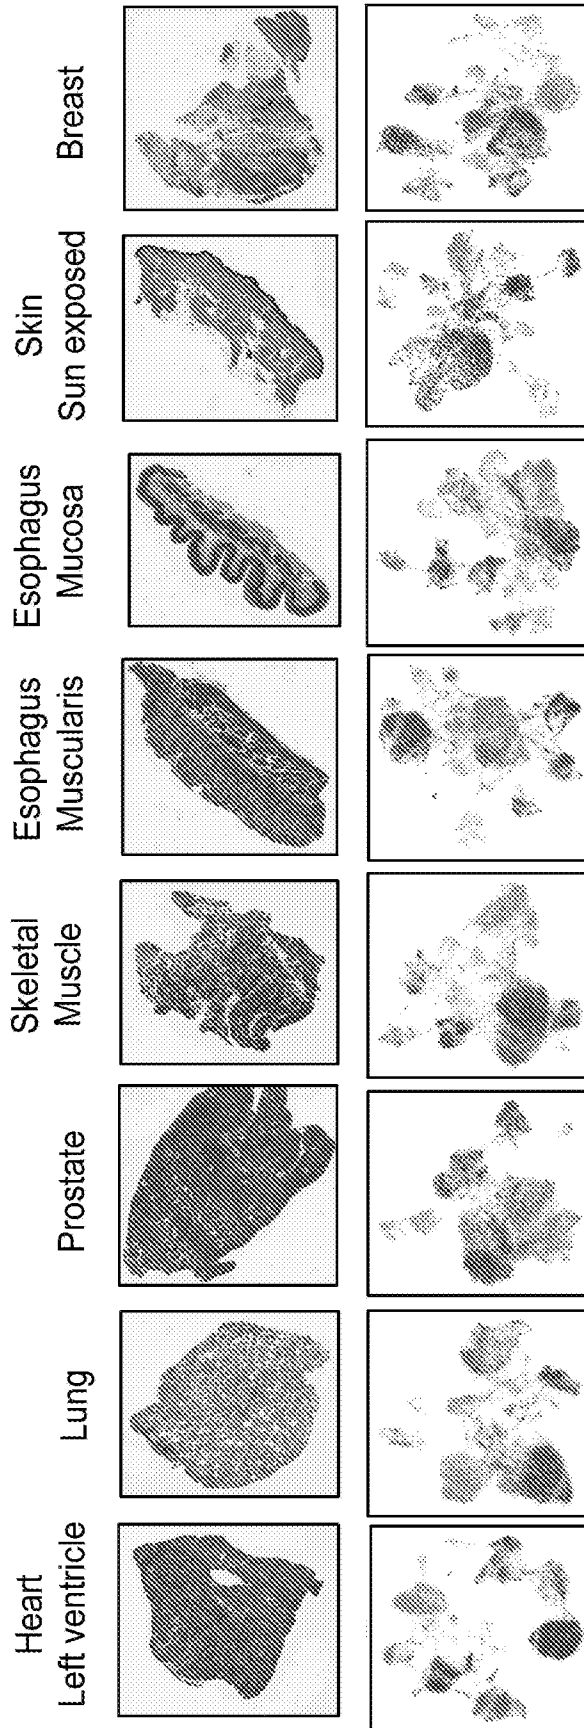 Heart
Left ventricle
Lung
Prostate
Skeletal
Muscle
Esophagus
Muscularis
Esophagus
Mucosa
Skin
Sun exposed
Breast